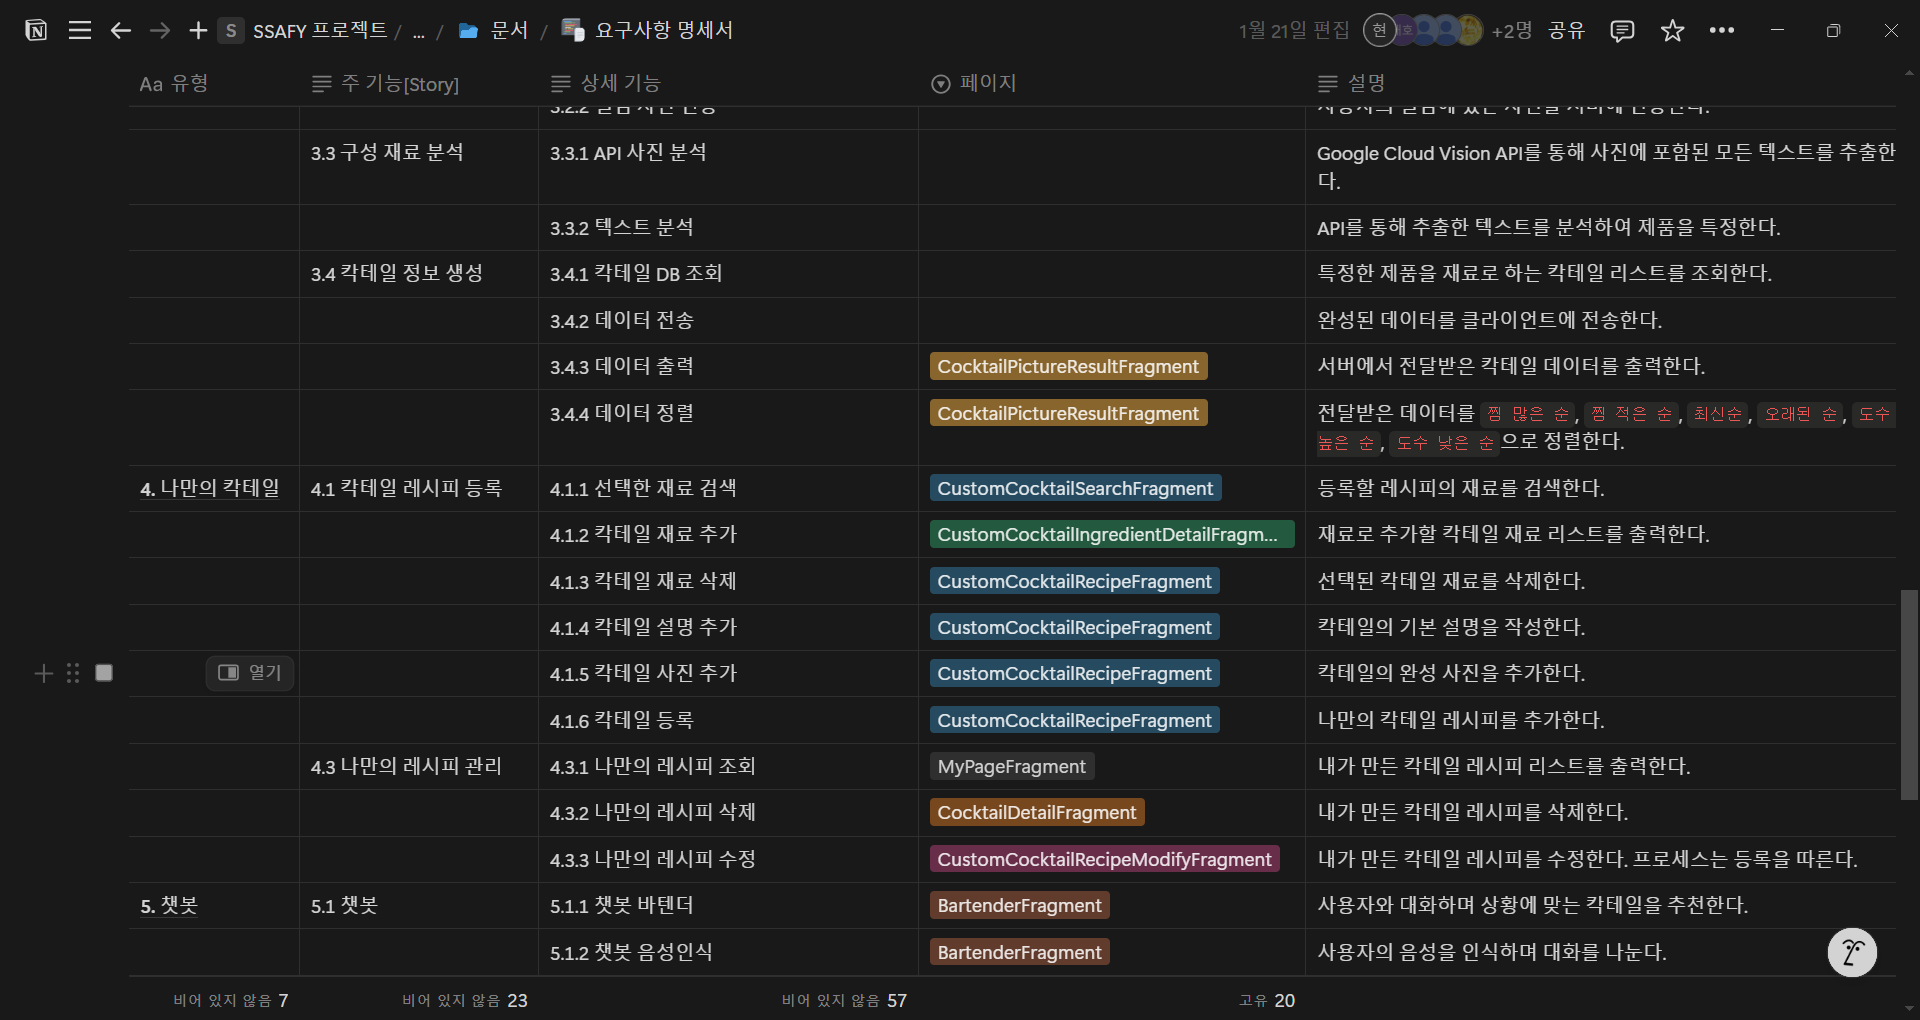 S SSAFY 프로젝트 / ... / 문서 / 요구사항 명세서 1월 21일 편집 현 +2명 공유
Aa 유형 주 기능[Story] 상세 기능 페이지 설명
3.3 구성 재료 분석 3.3.1 API 사진 분석 Google Cloud Vision API를 통해 사진에 포함된 모든 텍스트를 추출한
다.
3.3.2 텍스트 분석 API를 통해 추출한 텍스트를 분석하여 제품을 특정한다.
3.4 칵테일 정보 생성 3.4.1 칵테일 DB 조회 특정한 제품을 재료로 하는 칵테일 리스트를 조회한다.
3.4.2 데이터 전송 완성된 데이터를 클라이언트에 전송한다.
3.4.3 데이터 출력 CocktailPictureResultFragment 서버에서 전달받은 칵테일 데이터를 출력한다.
3.4.4 데이터 정렬 CocktailPictureResultFragment 전달받은 데이터를 찜 많은 순, 찜 적은 순, 최신순, 오래된 순, 도수
높은 순, 도수 낮은 순으로 정렬한다.
4. 나만의 칵테일 4.1 칵테일 레시피 등록 4.1.1 선택한 재료 검색 CustomCocktailSearchFragment 등록할 레시피의 재료를 검색한다.
4.1.2 칵테일 재료 추가 CustomCocktailIngredientDetailFragm... 재료로 추가할 칵테일 재료 리스트를 출력한다.
4.1.3 칵테일 재료 삭제 CustomCocktailRecipeFragment 선택된 칵테일 재료를 삭제한다.
4.1.4 칵테일 설명 추가 CustomCocktailRecipeFragment 칵테일의 기본 설명을 작성한다.
열기 4.1.5 칵테일 사진 추가 CustomCocktailRecipeFragment 칵테일의 완성 사진을 추가한다.
4.1.6 칵테일 등록 CustomCocktailRecipeFragment 나만의 칵테일 레시피를 추가한다.
4.3 나만의 레시피 관리 4.3.1 나만의 레시피 조회 MyPageFragment 내가 만든 칵테일 레시피 리스트를 출력한다.
4.3.2 나만의 레시피 삭제 CocktailDetailFragment 내가 만든 칵테일 레시피를 삭제한다.
4.3.3 나만의 레시피 수정 CustomCocktailRecipeModifyFragment 내가 만든 칵테일 레시피를 수정한다. 프로세스는 등록을 따른다.
5. 챗봇 5.1 챗봇 5.1.1 챗봇 바텐더 BartenderFragment 사용자와 대화하며 상황에 맞는 칵테일을 추천한다.
5.1.2 챗봇 음성인식 BartenderFragment 사용자의 음성을 인식하며 대화를 나눈다.
비어 있지 않음 7 비어 있지 않음 23 비어 있지 않음 57 고유 20